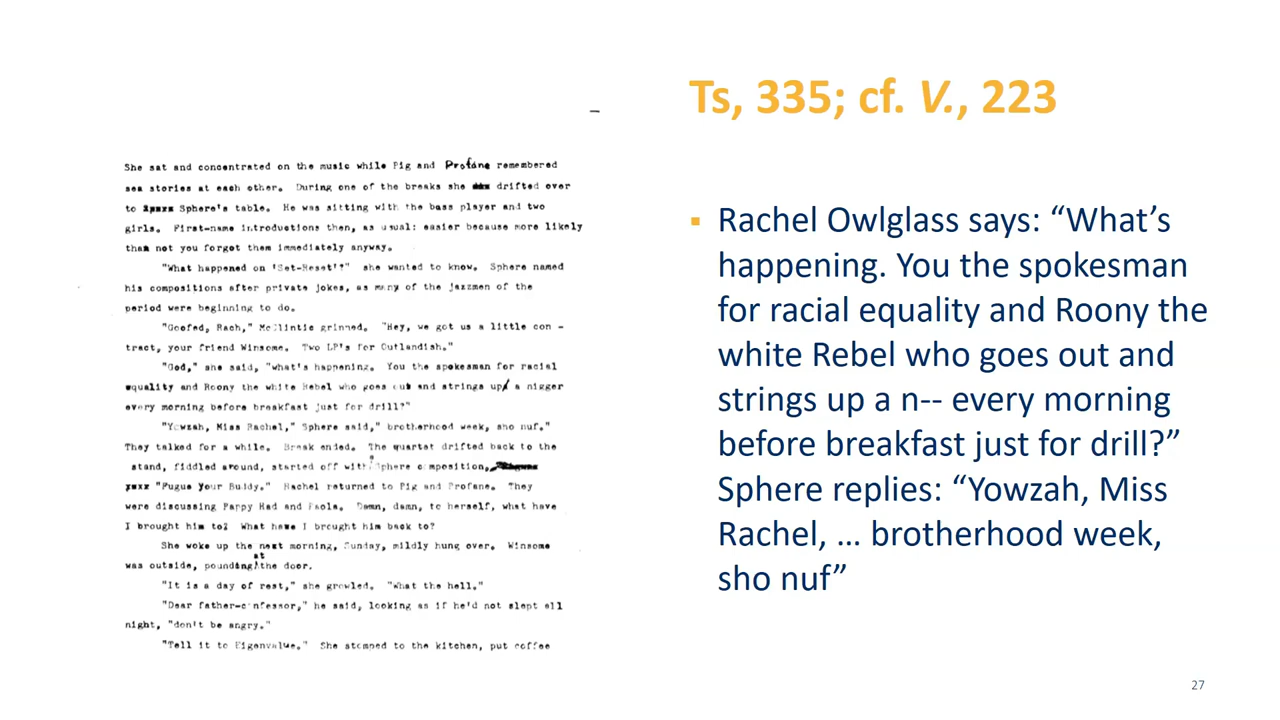 Ts, 335; cf. V., 223
She sat and concentrated on the music while Pig and Profane remembered
sea stories at each other. During one of the breaks she drifted over
to Sphere's table. He was sitting with the bass player and two
girls. First-name introductions then, as usual: easier because more likely
than not you forgot them immediately anyway.
"What happened on 'Set-Reset'?" she wanted to know. Sphere named
his compositions after private jokes, as many of the jazzmen of the
period were beginning to do.
"Goofed, Rach," McClintic grinned. "Hey, we got us a little con -
tract, your friend Winsome. Two LP's for Outlandish."
"God," she said, "what's happening. You the spokesman for racial
equality and Roony the white Rebel who goes out and strings up a nigger
every morning before breakfast just for drill?"
"Yowzah, Miss Rachel," Sphere said," brotherhood week, sho nuf."
They talked for a while. Break ended. The quartet drifted back to the
stand, fiddled around, started off with a Sphere composition,
"Fugue Your Buddy." Rachel returned to Pig and Profane. They
were discussing Pappy Hod and Paola. Damn, damn, to herself, what have
I brought him to? What have I brought him back to?
She woke up the next morning, Sunday, mildly hung over. Winsome
was outside, pounding at the door.
"It is a day of rest," she growled. "What the hell."
"Dear father-confessor," he said, looking as if he'd not slept all
night, "don't be angry."
"Tell it to Eigenvalue." She stomped to the kitchen, put coffee
▪ Rachel Owlglass says: “What’s
happening. You the spokesman
for racial equality and Roony the
white Rebel who goes out and
strings up a n-- every morning
before breakfast just for drill?”
Sphere replies: “Yowzah, Miss
Rachel, … brotherhood week,
sho nuf”
27